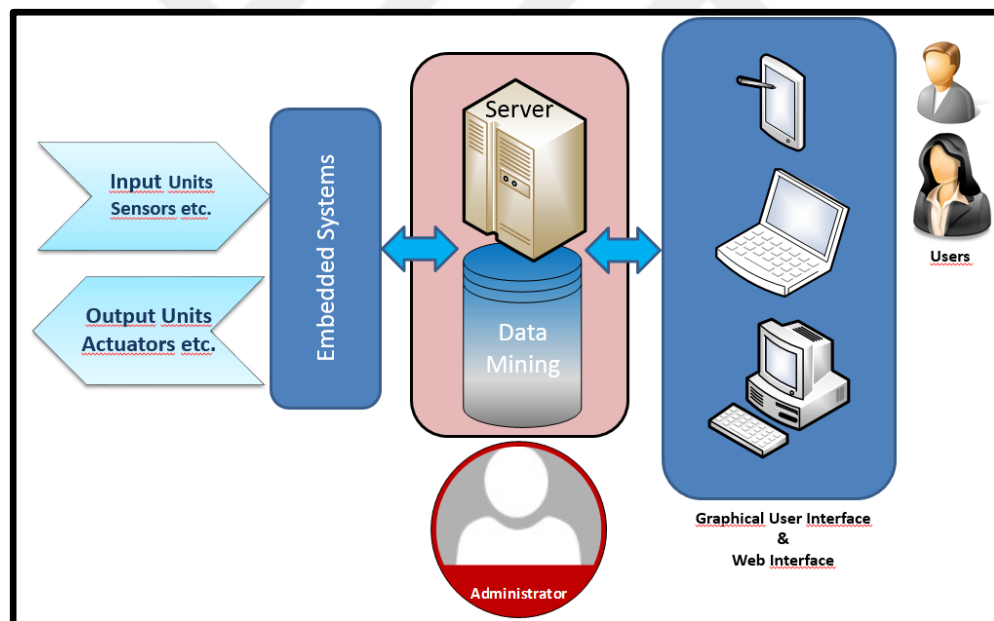 Input Units
Sensors etc.
Output Units
Actuators etc.
Embedded Systems
Server
Data
Mining
Administrator
Graphical User Interface
&
Web Interface
Users